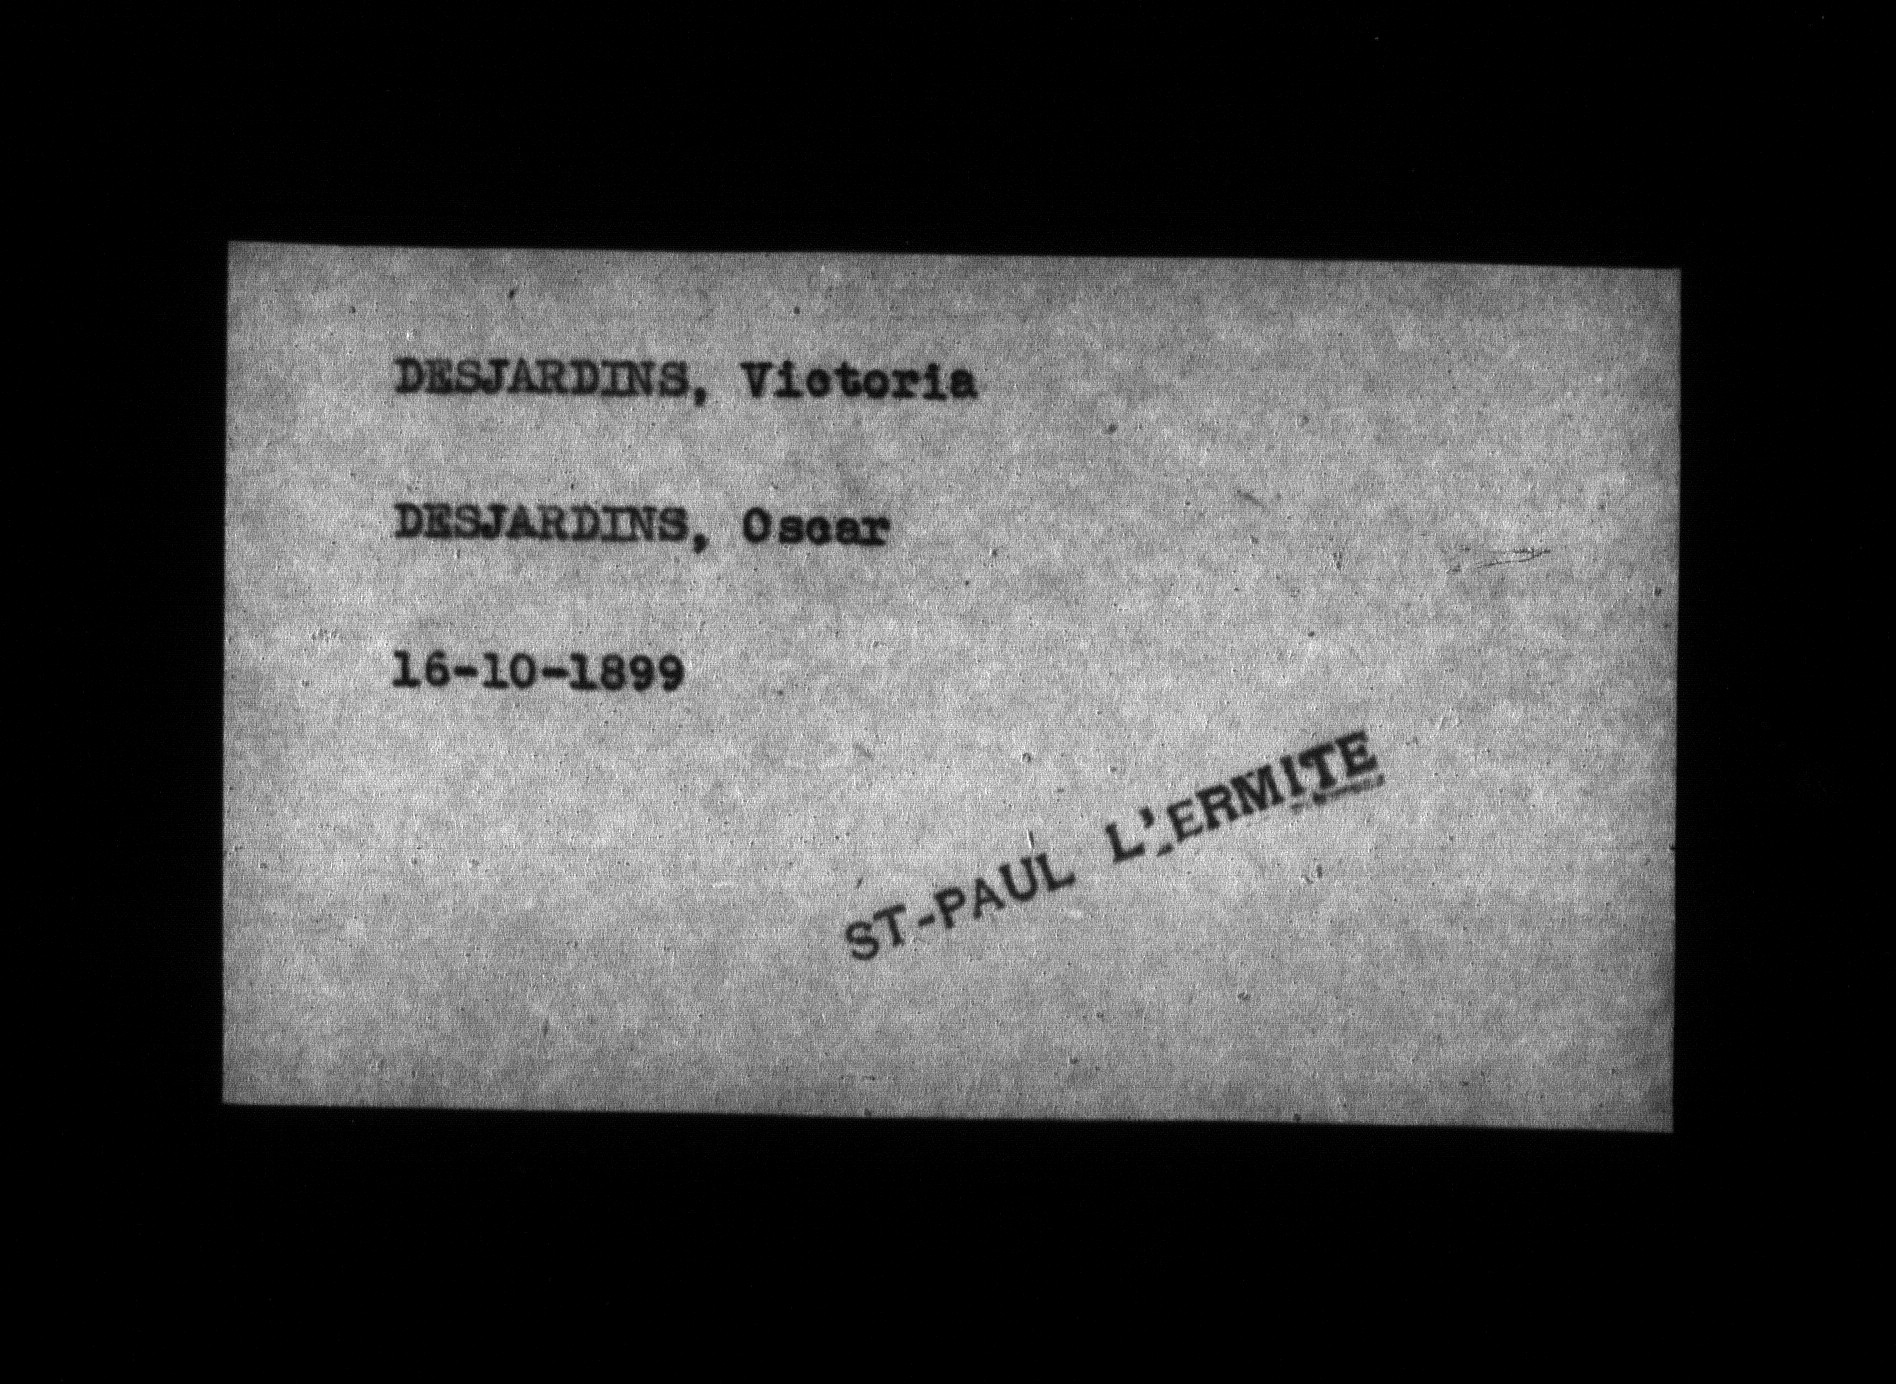 DESJARDINS, Victoria
DESJARDINS, Oscar
16-10-1899
ST-PAUL L'ERMITE